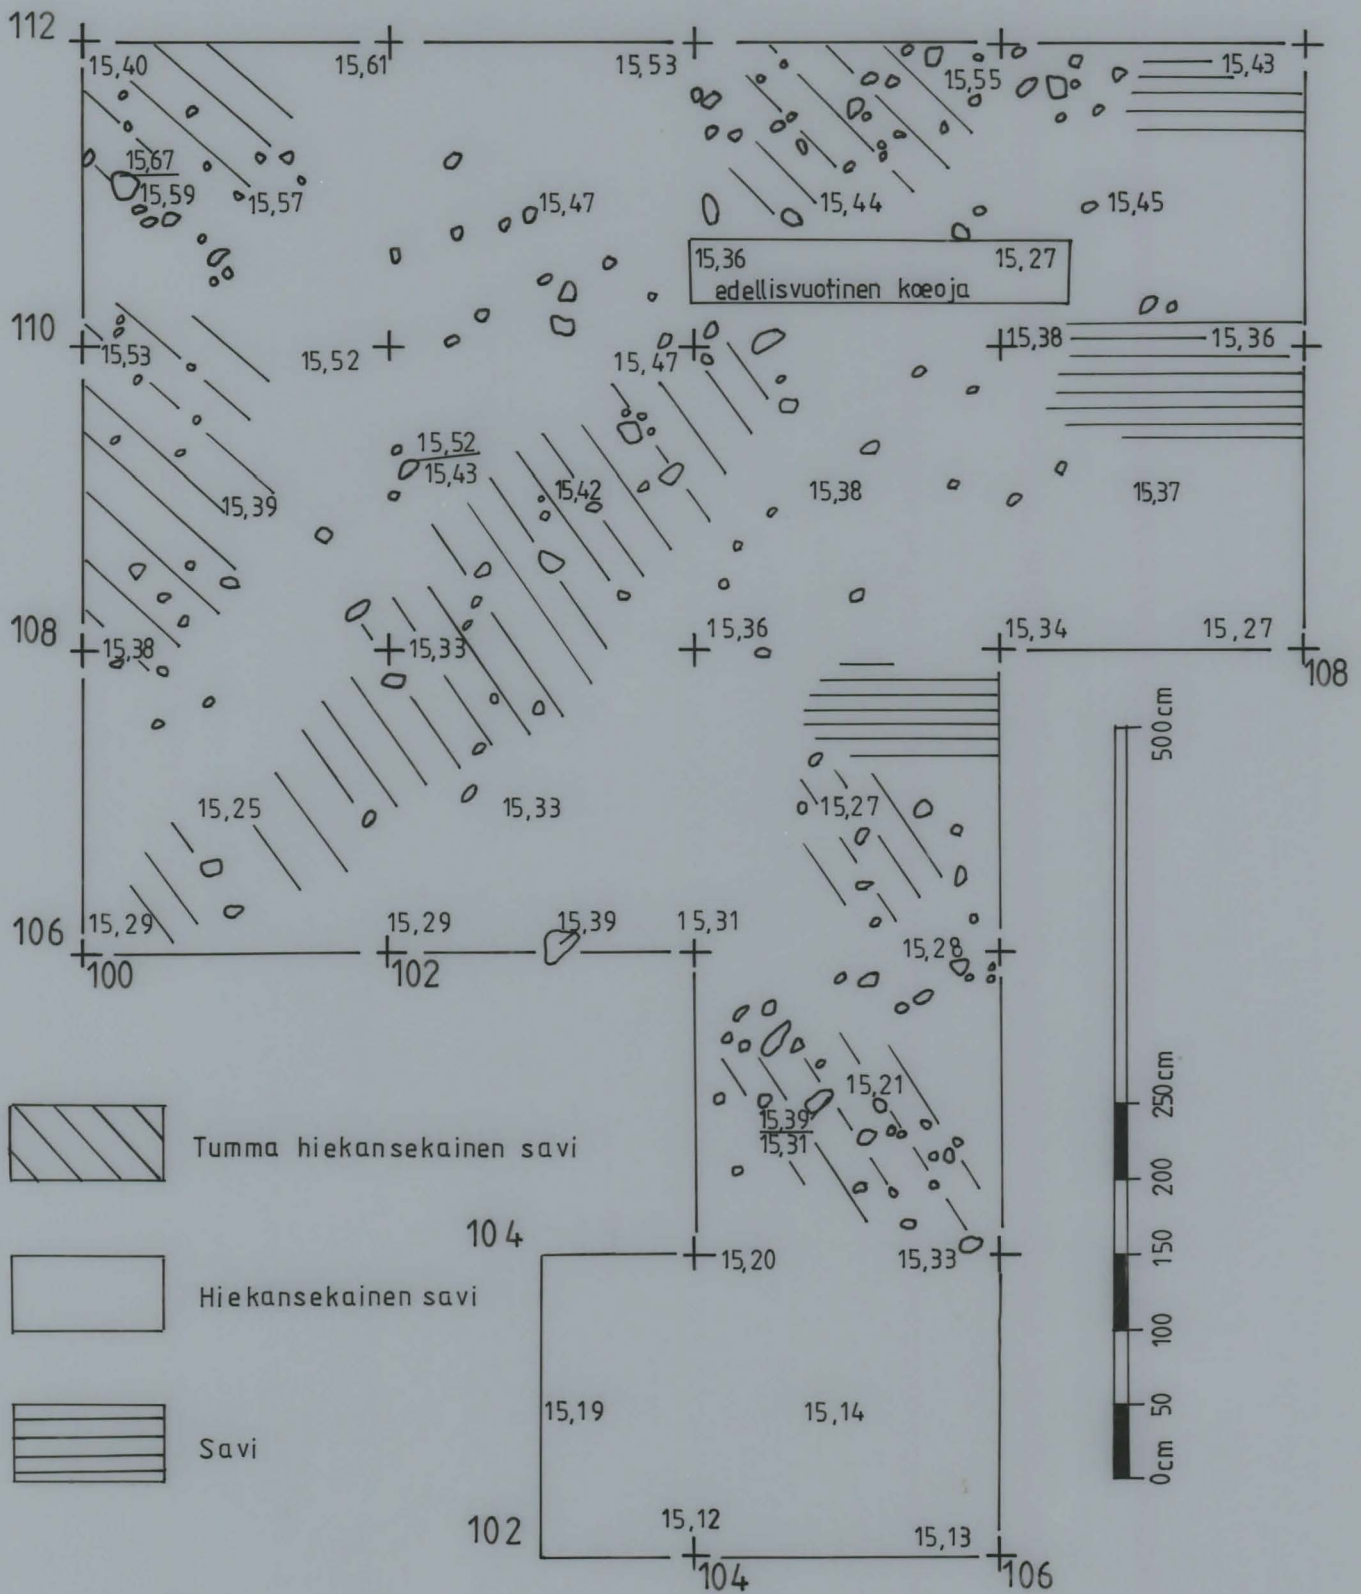 112
15,40 15,61 15,53 15,55 15,43
15,67
15,59 15,57 15,47 15,44 15,45
15,36 15,27
edellisvuotinen koeoja
110
15,53 15,52 15,47 15,38 15,36
15,52
15,43 15,42 15,38 15,37
15,39
108 15,38 15,33 15,36 15,34 15,27
108
15,25 15,33 15,27
106 15,29 15,29 15,39 15,31 15,28
100 102
15,21
15,39
15,31
Tumma hiekansekainen savi
104
15,20 15,33
Hiekansekainen savi
15,19 15,14
Savi
102 15,12 15,13
104 106
500cm
250cm
200
150
100
50
0cm